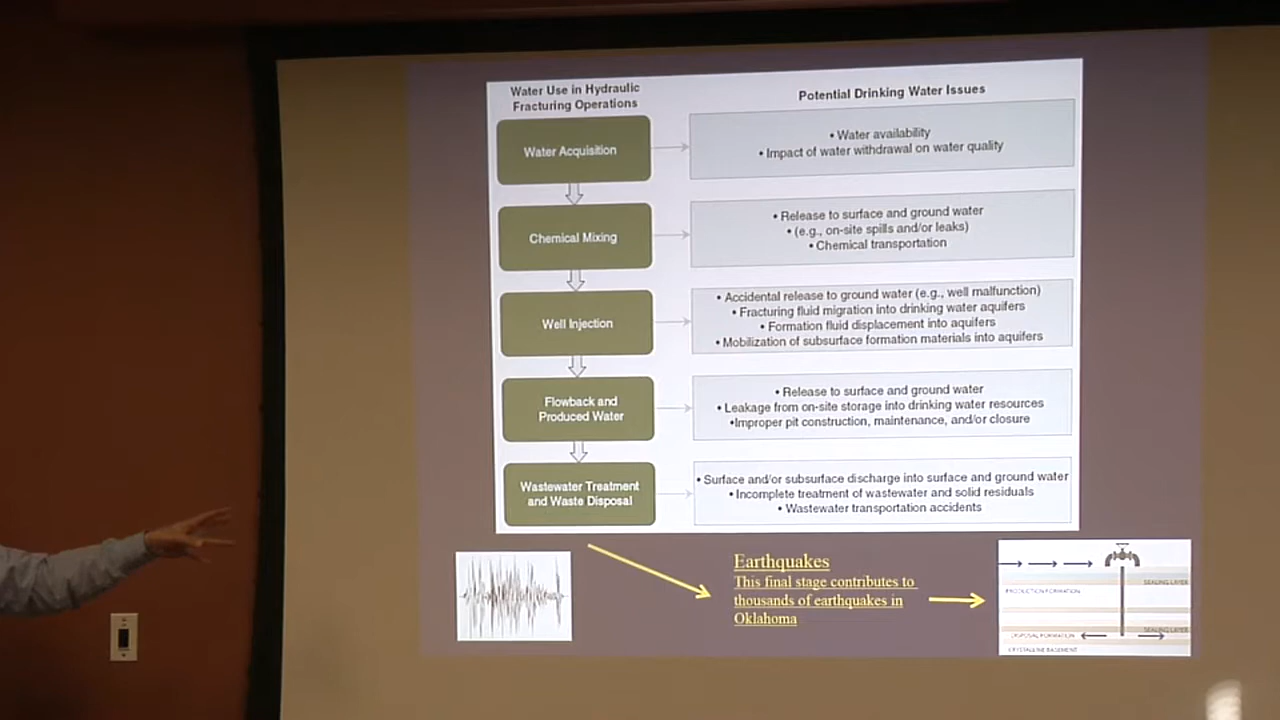 Water Use in Hydraulic
Fracturing Operations
Potential Drinking Water Issues
Water Acquisition
• Water availability
• Impact of water withdrawal on water quality
Chemical Mixing
• Release to surface and ground water
• (e.g., on-site spills and/or leaks)
• Chemical transportation
Well Injection
• Accidental release to ground water (e.g., well malfunction)
• Fracturing fluid migration into drinking water aquifers
• Formation fluid displacement into aquifers
• Mobilization of subsurface formation materials into aquifers
Flowback and
Produced Water
• Release to surface and ground water
• Leakage from on-site storage into drinking water resources
•Improper pit construction, maintenance, and/or closure
Wastewater Treatment
and Waste Disposal
• Surface and/or subsurface discharge into surface and ground water
• Incomplete treatment of wastewater and solid residuals
• Wastewater transportation accidents
Earthquakes
This final stage contributes to
thousands of earthquakes in
Oklahoma
SEALING LAYER
PRODUCTION FORMATION
SEALING LAYER
DISPOSAL FORMATION
CRYSTALLINE BASEMENT